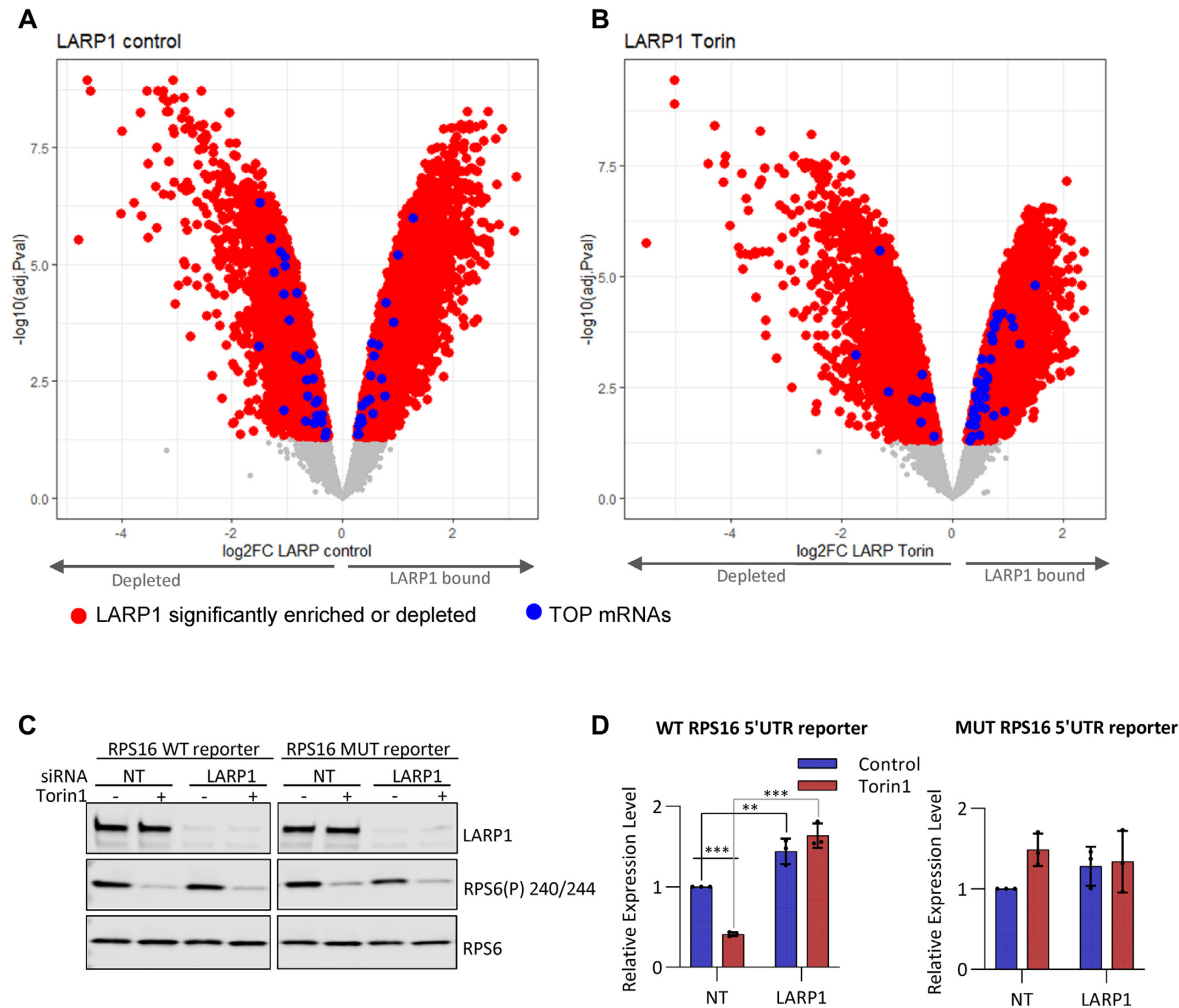 A
LARP1 control
-log10(adj.Pval)
7.5
5.0
2.5
0.0
-4
-2
0
2
log2FC LARP control
Depleted
LARP1 bound
B
LARP1 Torin
-log10(adj.Pval)
7.5
5.0
2.5
0.0
-4
-2
0
2
log2FC LARP Torin
Depleted
LARP1 bound
LARP1 significantly enriched or depleted
TOP mRNAs
C
RPS16 WT reporter
RPS16 MUT reporter
siRNA NT LARP1 NT LARP1
Torin1 - + - + - + - +
LARP1
RPS6(P) 240/244
RPS6
D
WT RPS16 5'UTR reporter
MUT RPS16 5'UTR reporter
Control
Torin1
Relative Expression Level
2
1
0
***
**
***
NT
LARP1
Relative Expression Level
2
1
0
NT
LARP1